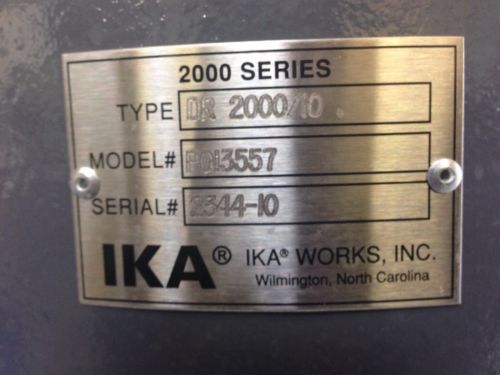 2000 SERIES
TYPE DR 2000/10
MODEL# P013557
SERIAL# 2344-10
IKA® IKA® WORKS, INC.
Wilmington, North Carolina